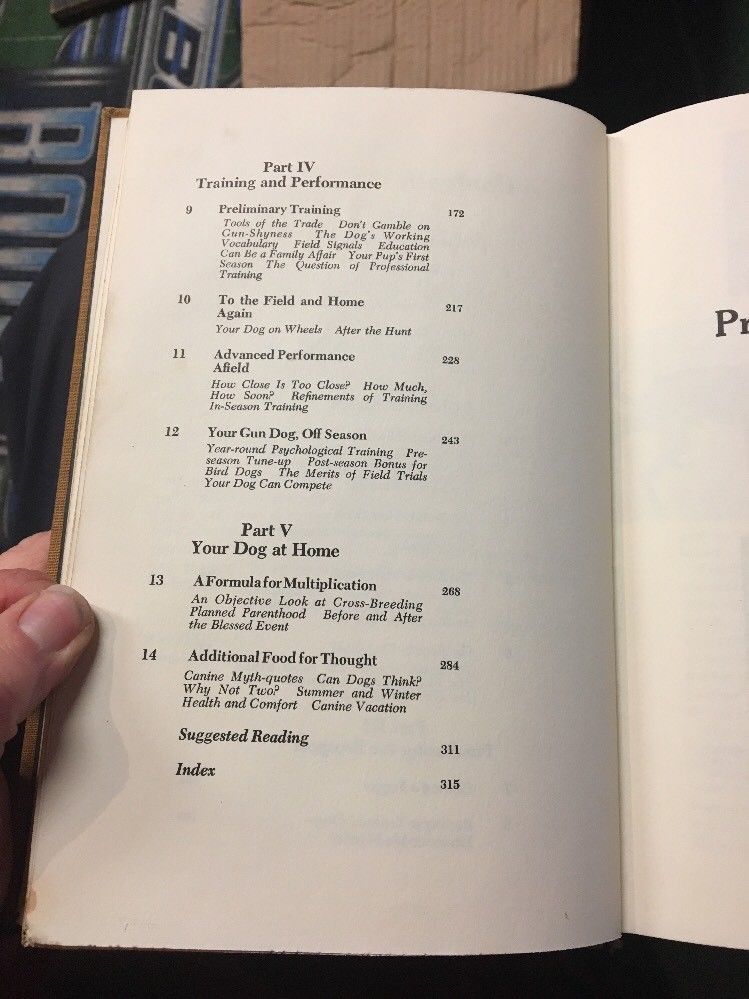 Part IV
Training and Performance
9 Preliminary Training 172
Tools of the Trade Don't Gamble on
Gun-Shyness The Dog's Working
Vocabulary Field Signals Education
Can Be a Family Affair Your Pup's First
Season The Question of Professional
Training
10 To the Field and Home
Again 217
Your Dog on Wheels After the Hunt
11 Advanced Performance
Afield 228
How Close Is Too Close? How Much,
How Soon? Refinements of Training
In-Season Training
12 Your Gun Dog, Off Season 243
Year-round Psychological Training Pre-
season Tune-up Post-season Bonus for
Bird Dogs The Merits of Field Trials
Your Dog Can Compete
Part V
Your Dog at Home
13 A Formula for Multiplication 268
An Objective Look at Cross-Breeding
Planned Parenthood Before and After
the Blessed Event
14 Additional Food for Thought 284
Canine Myth-quotes Can Dogs Think?
Why Not Two? Summer and Winter
Health and Comfort Canine Vacation
Suggested Reading 311
Index 315
Pr